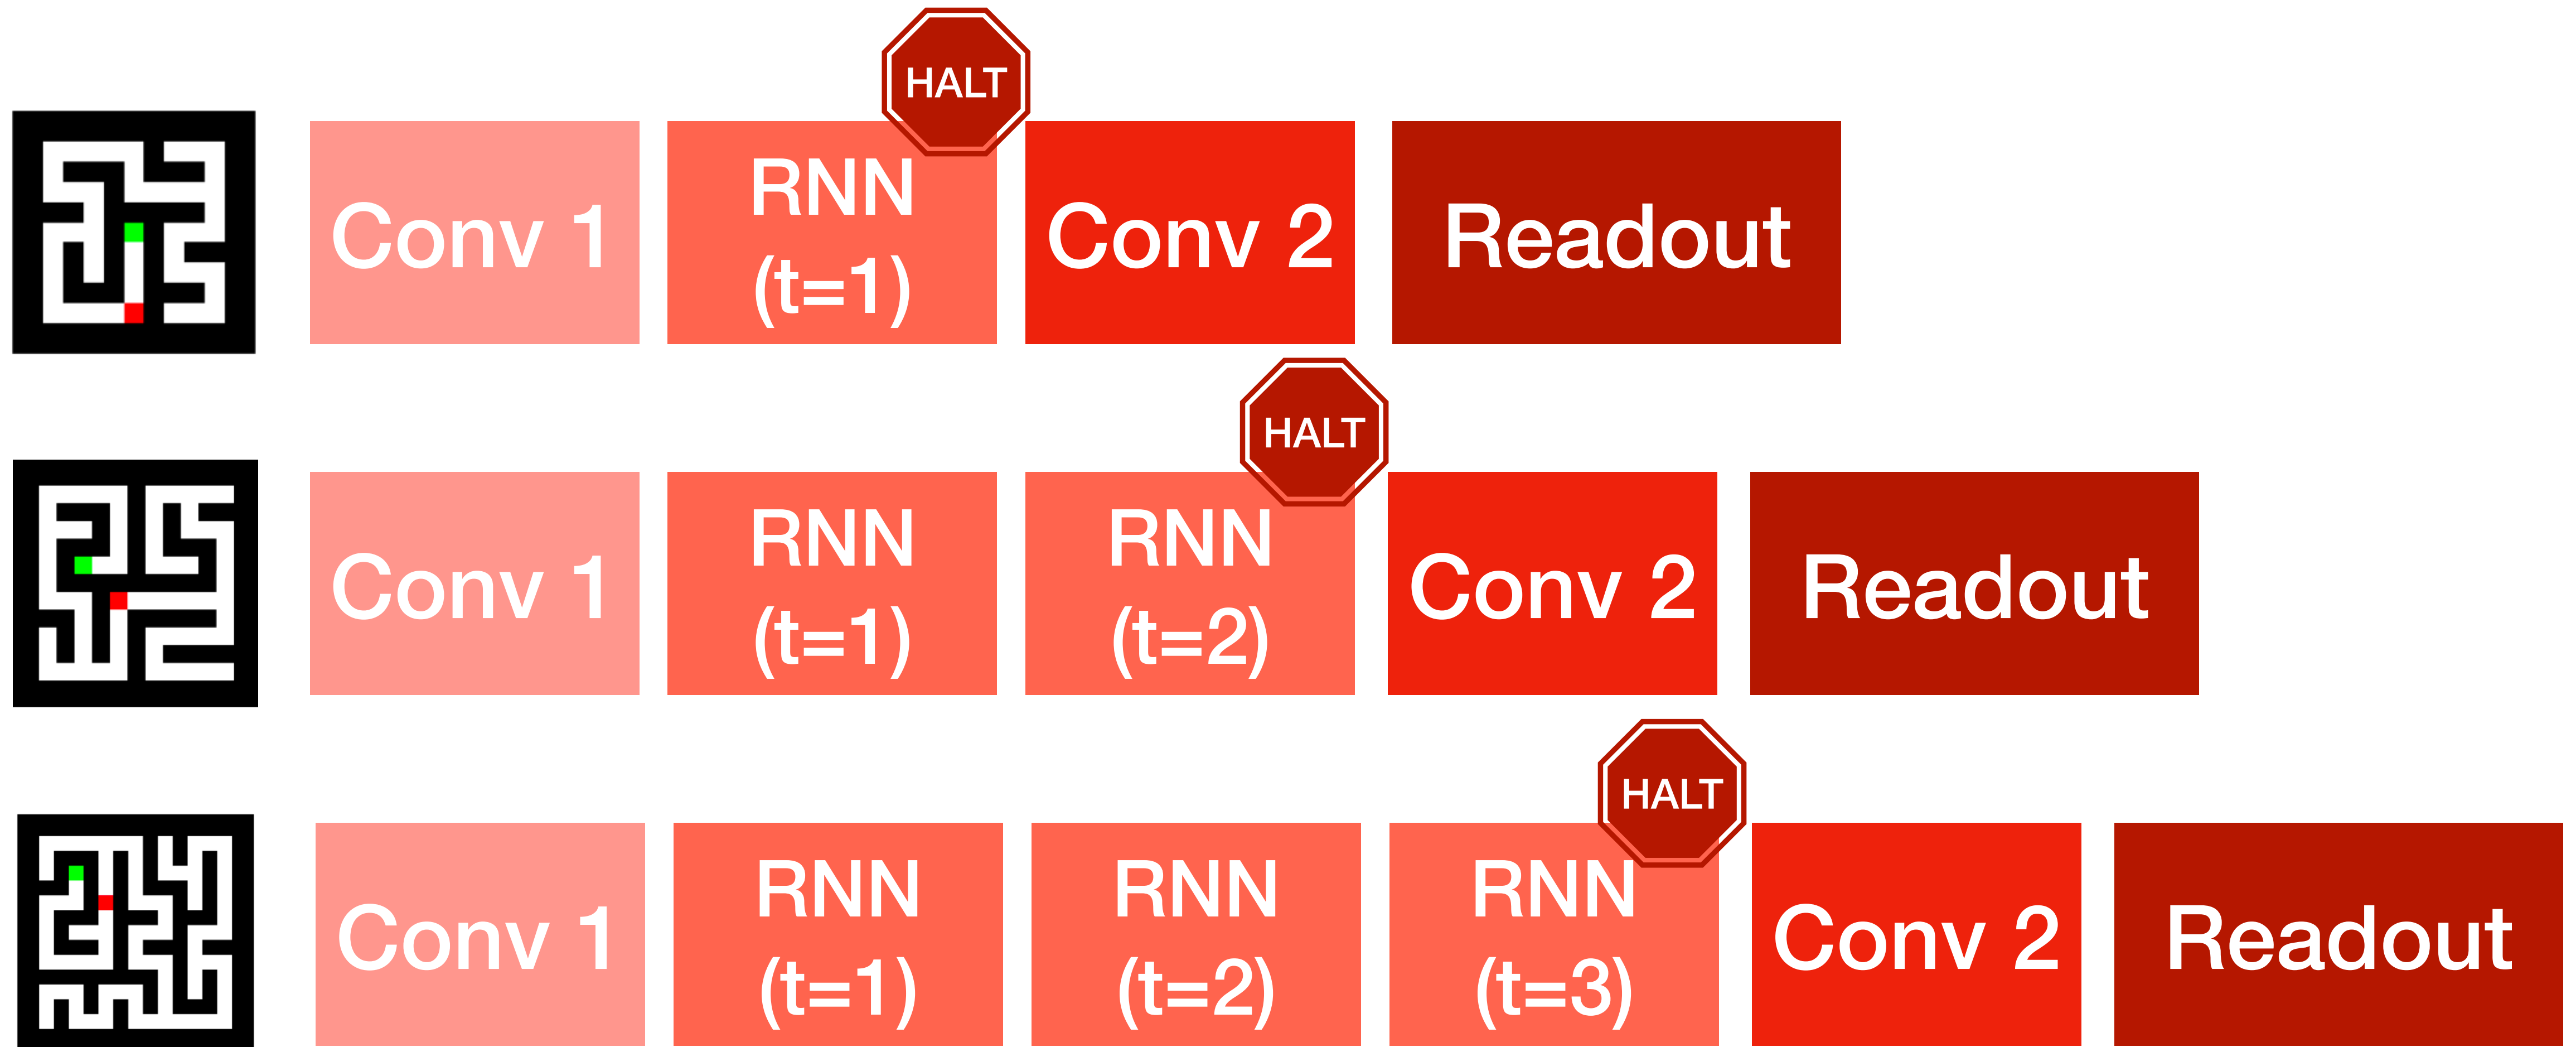 HALT
Conv 1
RNN
(t=1)
Conv 2
Readout
HALT
Conv 1
RNN
(t=1)
RNN
(t=2)
Conv 2
Readout
HALT
Conv 1
RNN
(t=1)
RNN
(t=2)
RNN
(t=3)
Conv 2
Readout